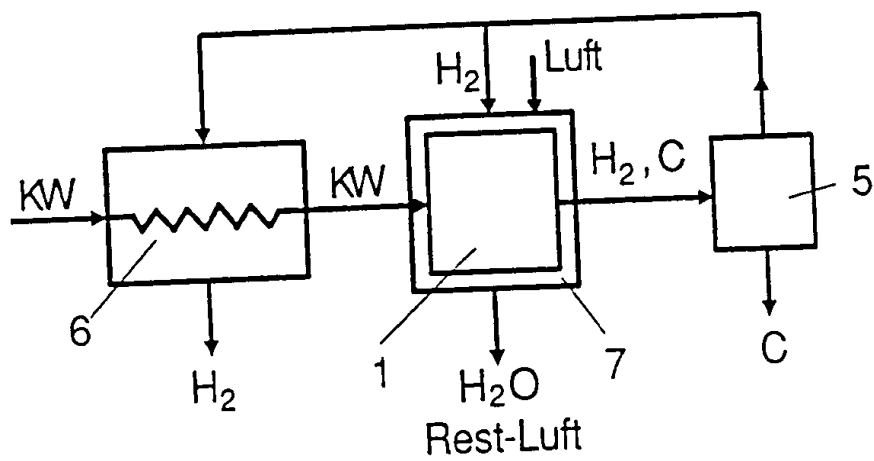 H₂
Luft
KW
KW
H₂, C
5
6
1
7
H₂
H₂O
C
Rest-Luft